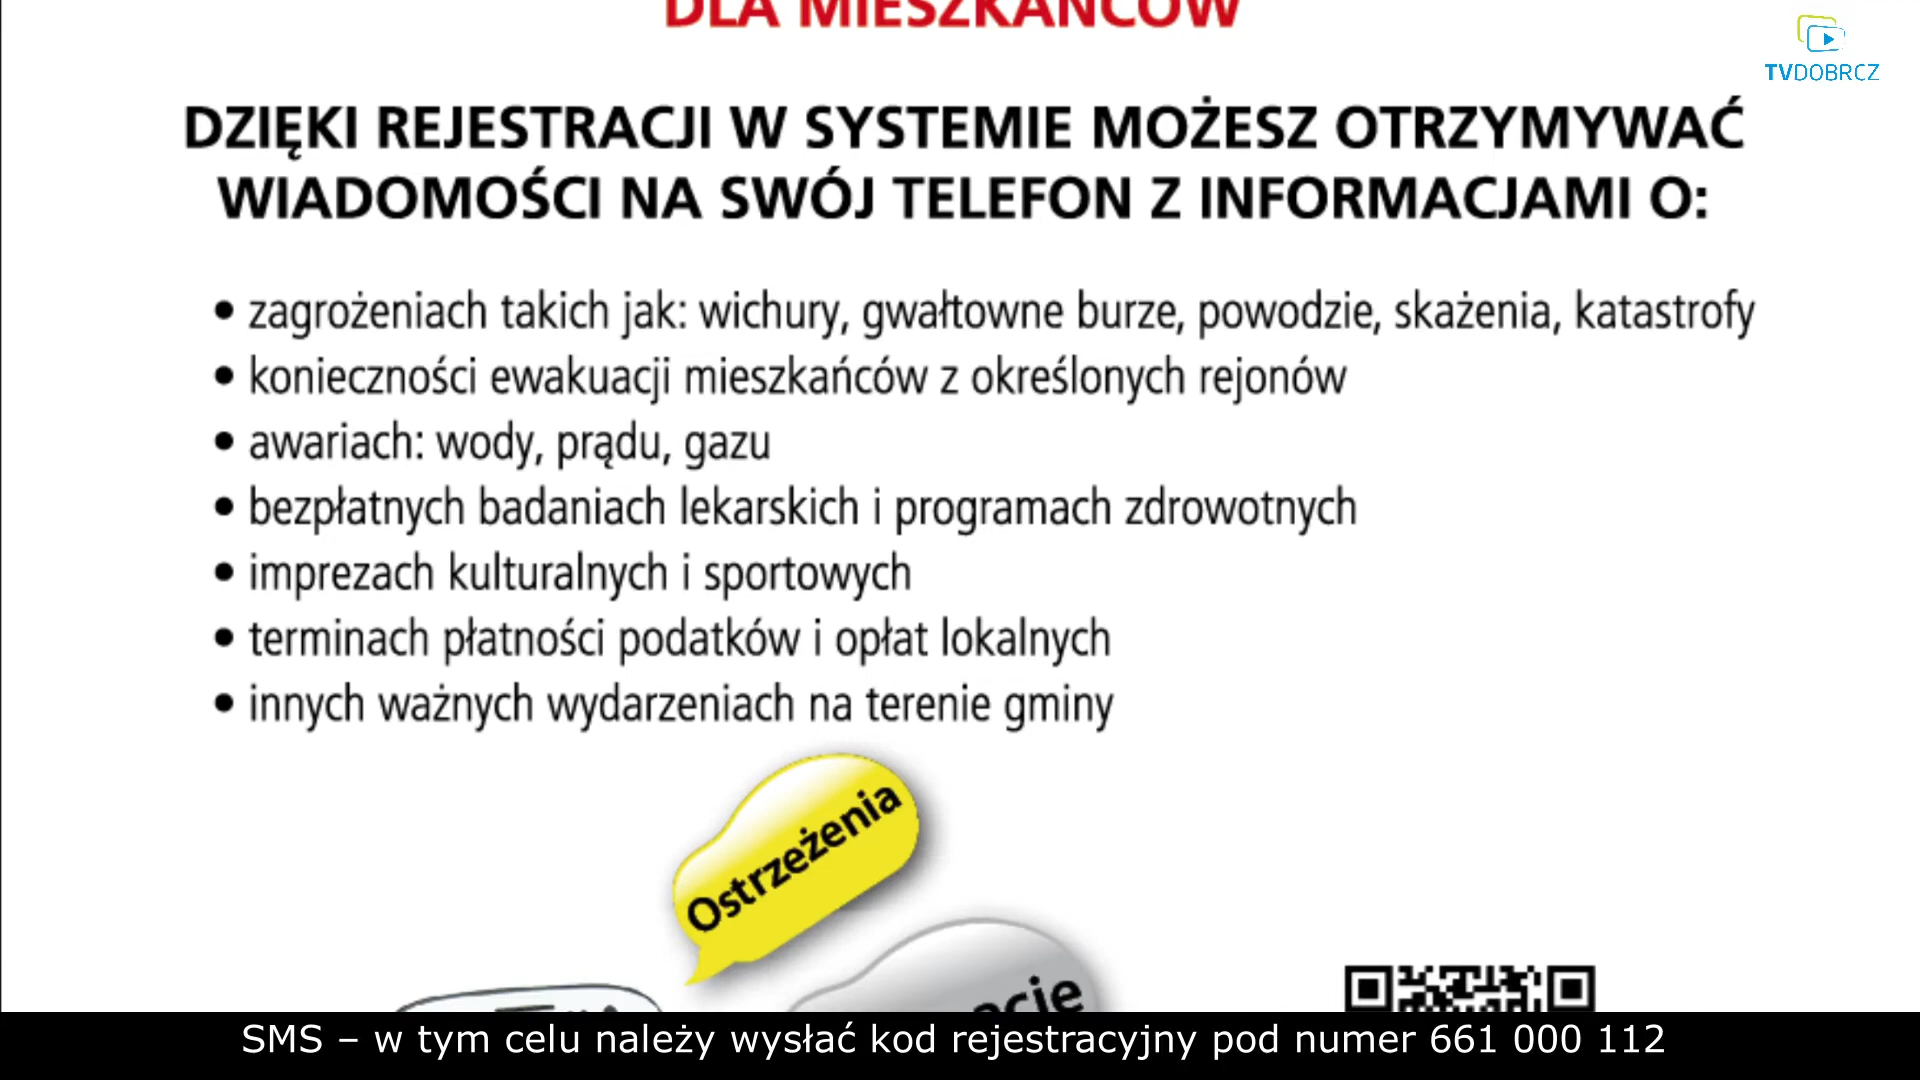 DLA MIESZKAŃCÓW
TVDOBRCZ
DZIĘKI REJESTRACJI W SYSTEMIE MOŻESZ OTRZYMYWAĆ
WIADOMOŚCI NA SWÓJ TELEFON Z INFORMACJAMI O:
• zagrożeniach takich jak: wichury, gwałtowne burze, powodzie, skażenia, katastrofy
• konieczności ewakuacji mieszkańców z określonych rejonów
• awariach: wody, prądu, gazu
• bezpłatnych badaniach lekarskich i programach zdrowotnych
• imprezach kulturalnych i sportowych
• terminach płatności podatków i opłat lokalnych
• innych ważnych wydarzeniach na terenie gminy
Ostrzeżenia
SMS – w tym celu należy wysłać kod rejestracyjny pod numer 661 000 112